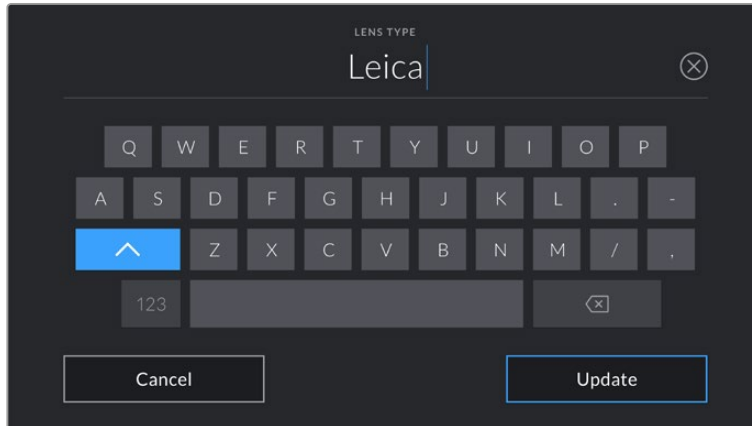 LENS TYPE
Leica
Q W E R T Y U I O P
A S D F G H J K L . -
Z X C V B N M / ,
123
Cancel Update